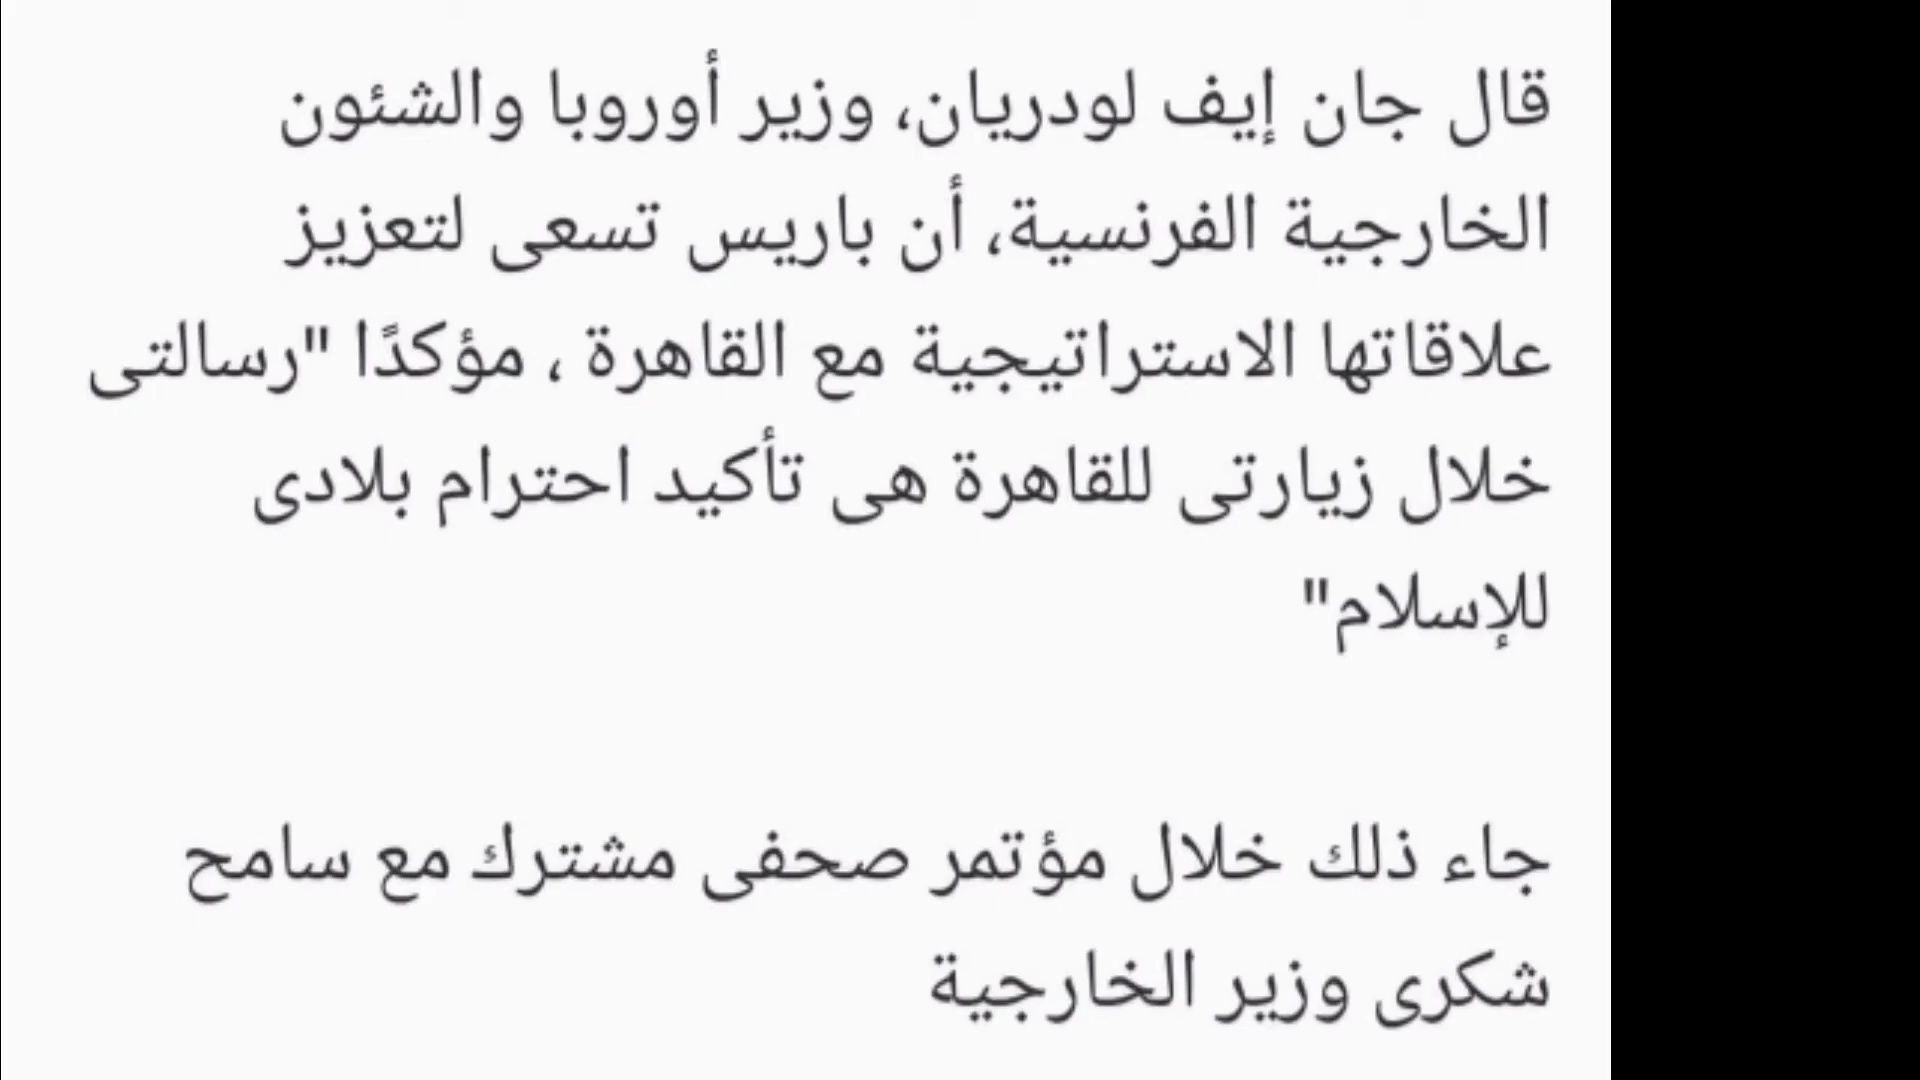 قال جان إيف لودريان، وزير أوروبا والشئون
الخارجية الفرنسية، أن باريس تسعى لتعزيز
علاقاتها الاستراتيجية مع القاهرة ، مؤكدًا "رسالتى
خلال زيارتى للقاهرة هى تأكيد احترام بلادى
للإسلام"
جاء ذلك خلال مؤتمر صحفى مشترك مع سامح
شكرى وزير الخارجية